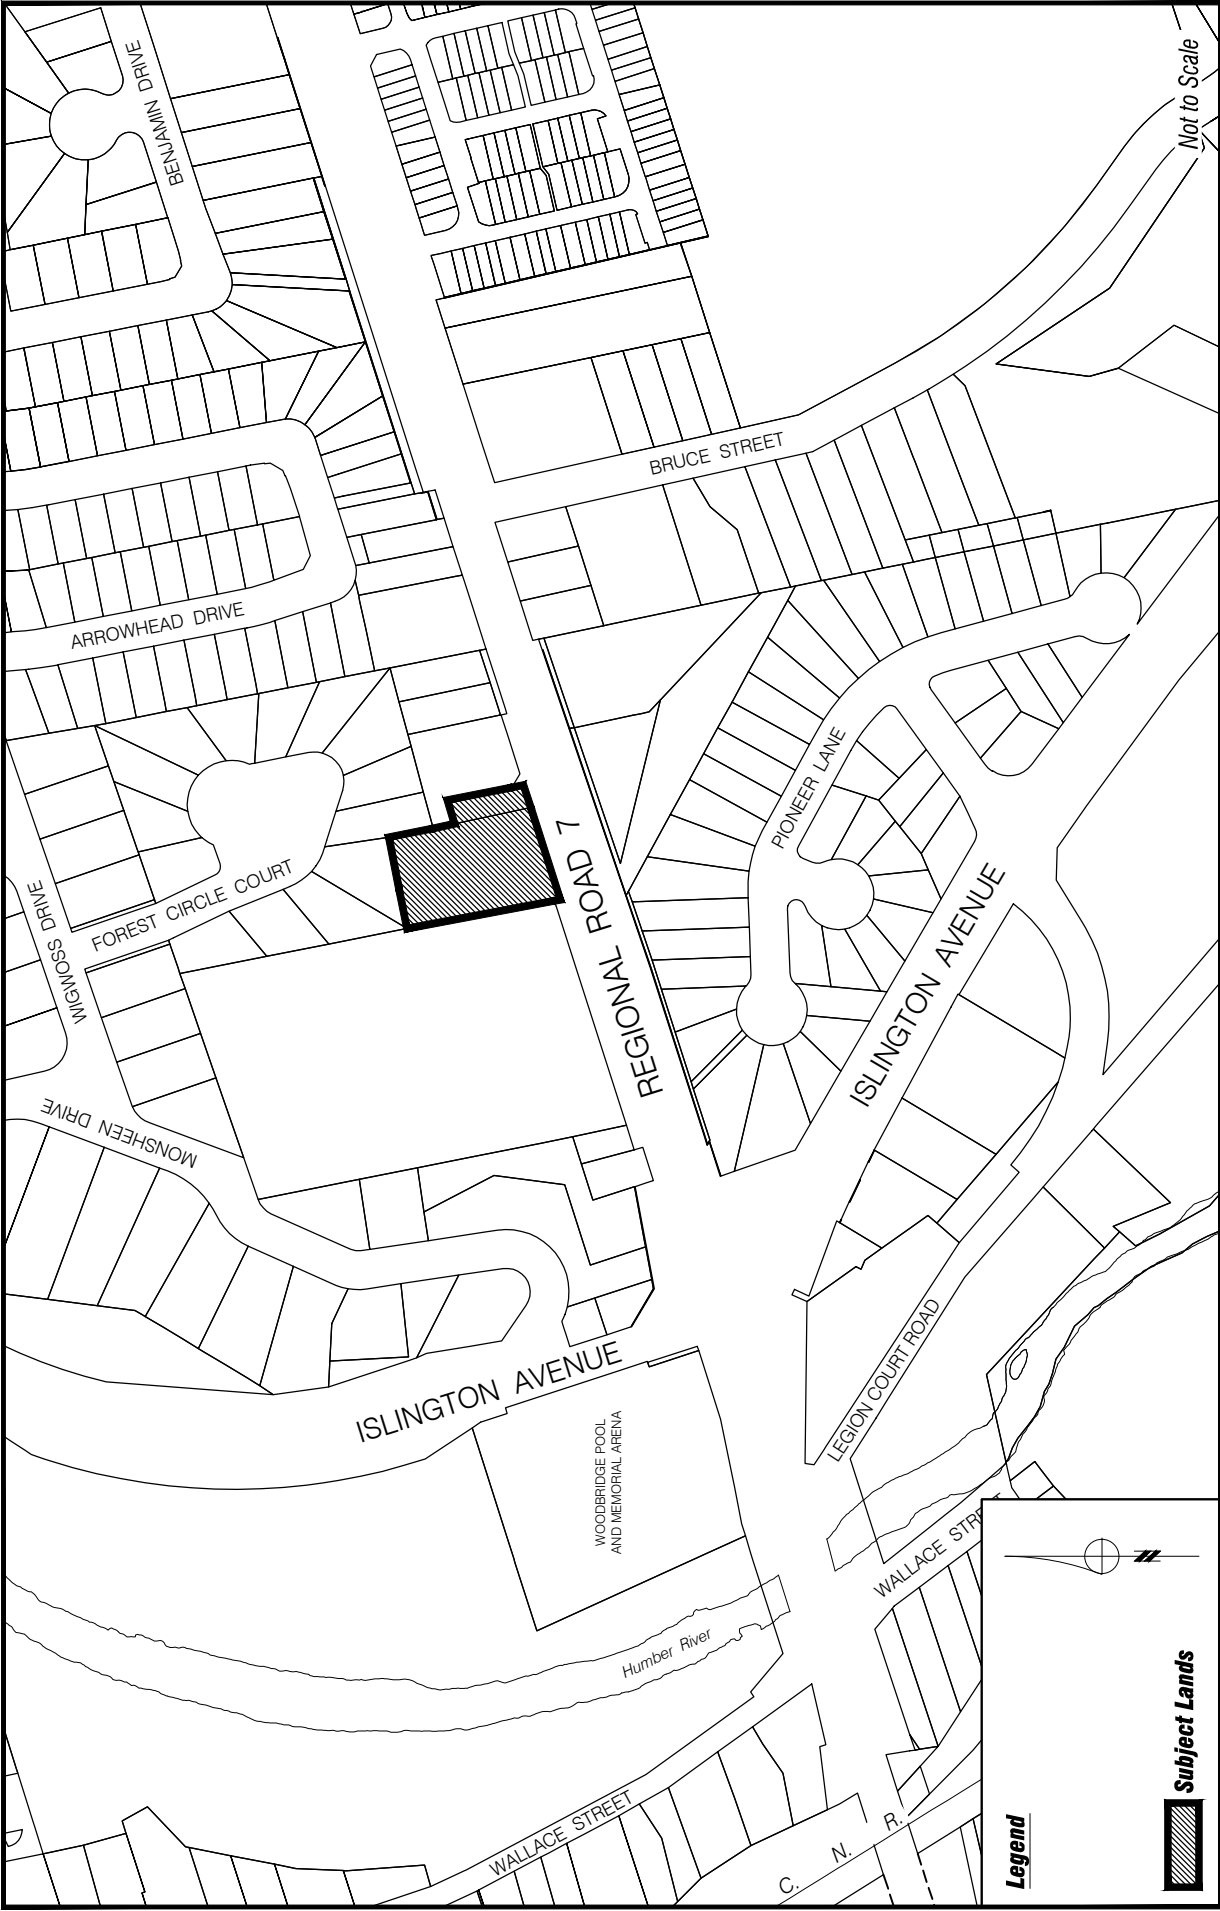 BENJAMIN DRIVE
Not to Scale
BRUCE STREET
ARROWHEAD DRIVE
PIONEER LANE
REGIONAL ROAD 7
FOREST CIRCLE COURT
WIGWOSS DRIVE
ISLINGTON AVENUE
MONSHEEN DRIVE
LEGION COURT ROAD
ISLINGTON AVENUE
WOODBRIDGE POOL
AND MEMORIAL ARENA
WALLACE STREET
Humber River
WALLACE STREET
C. N. R.
Legend
Subject Lands